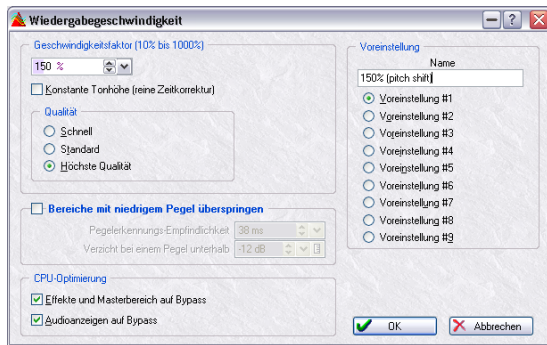 Wiedergabegeschwindigkeit
Geschwindigkeitsfaktor (10% bis 1000%)
150 %
Konstante Tonhöhe (reine Zeitkorrektur)
Qualität
Schnell
Standard
Höchste Qualität
Bereiche mit niedrigem Pegel überspringen
Pegelerkennungs-Empfindlichkeit 38 ms
Verzicht bei einem Pegel unterhalb -12 dB
CPU-Optimierung
Effekte und Masterbereich auf Bypass
Audioanzeigen auf Bypass
Voreinstellung
Name
150% (pitch shift)
Voreinstellung #1
Voreinstellung #2
Voreinstellung #3
Voreinstellung #4
Voreinstellung #5
Voreinstellung #6
Voreinstellung #7
Voreinstellung #8
Voreinstellung #9
OK
Abbrechen